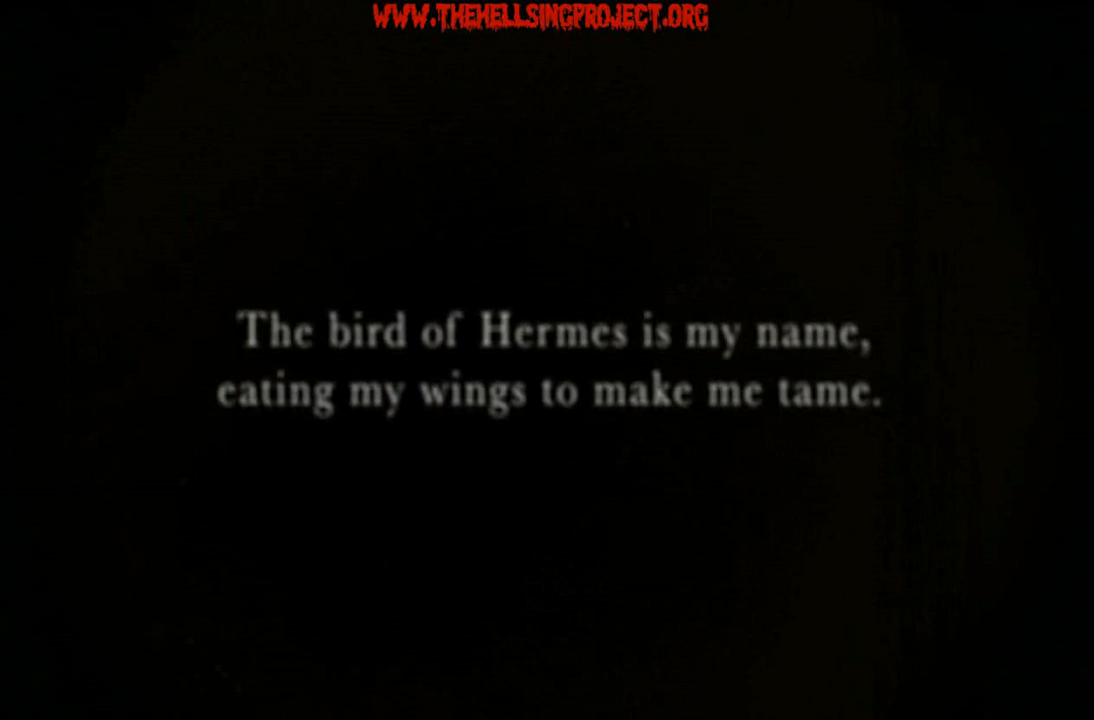 WWW.THEHELLSINGPROJECT.ORG
The bird of Hermes is my name,
eating my wings to make me tame.